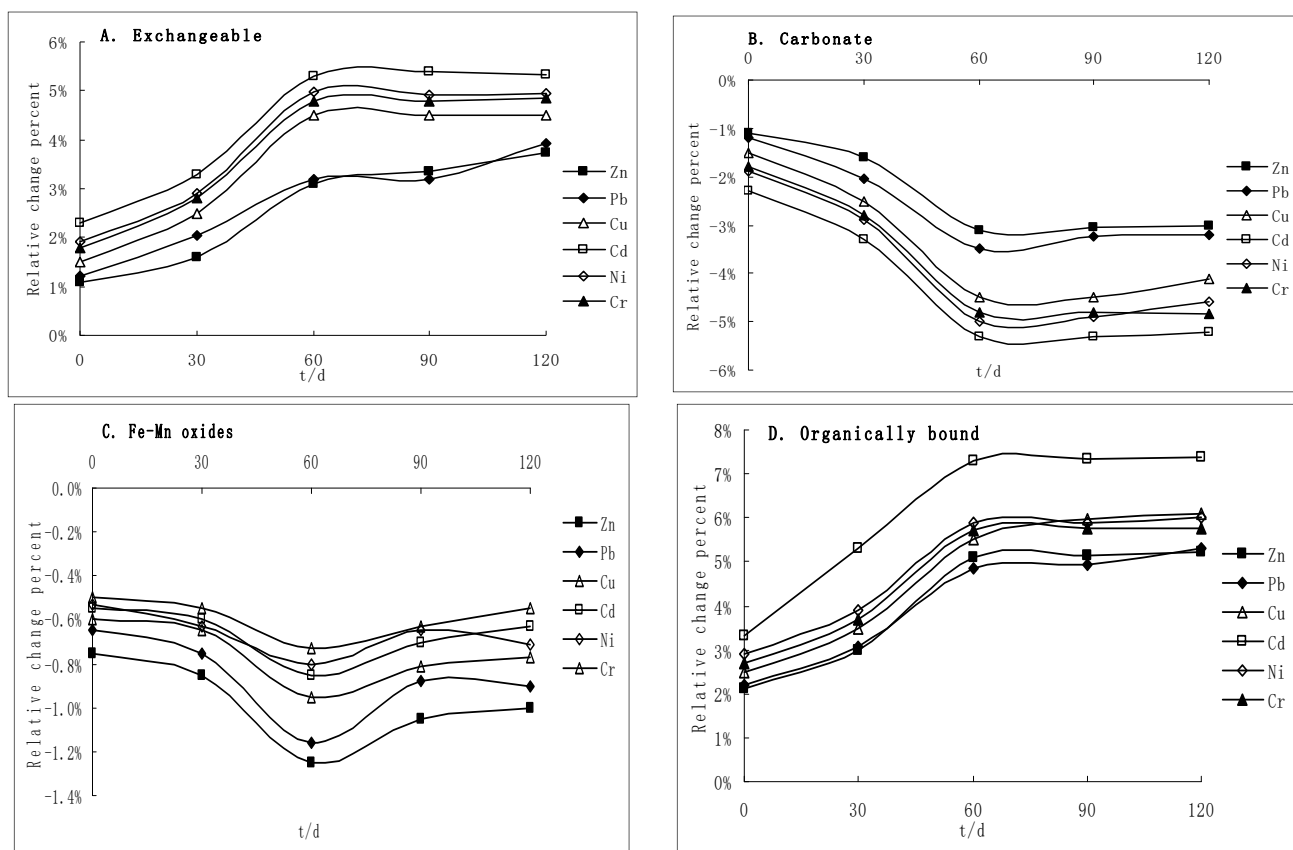 A. Exchangeable
6%
5%
4%
3%
2%
1%
0%
0 30 60 90 120
t/d
Relative change percent
Zn
Pb
Cu
Cd
Ni
Cr
B. Carbonate
0 30 60 90 120
0%
-1%
-2%
-3%
-4%
-5%
-6%
t/d
Relative change percent
Zn
Pb
Cu
Cd
Ni
Cr
C. Fe-Mn oxides
0 30 60 90 120
0.0%
-0.2%
-0.4%
-0.6%
-0.8%
-1.0%
-1.2%
-1.4%
t/d
Relative change percent
Zn
Pb
Cu
Cd
Ni
Cr
D. Organically bound
8%
7%
6%
5%
4%
3%
2%
1%
0%
0 30 60 90 120
t/d
Relative change percent
Zn
Pb
Cu
Cd
Ni
Cr